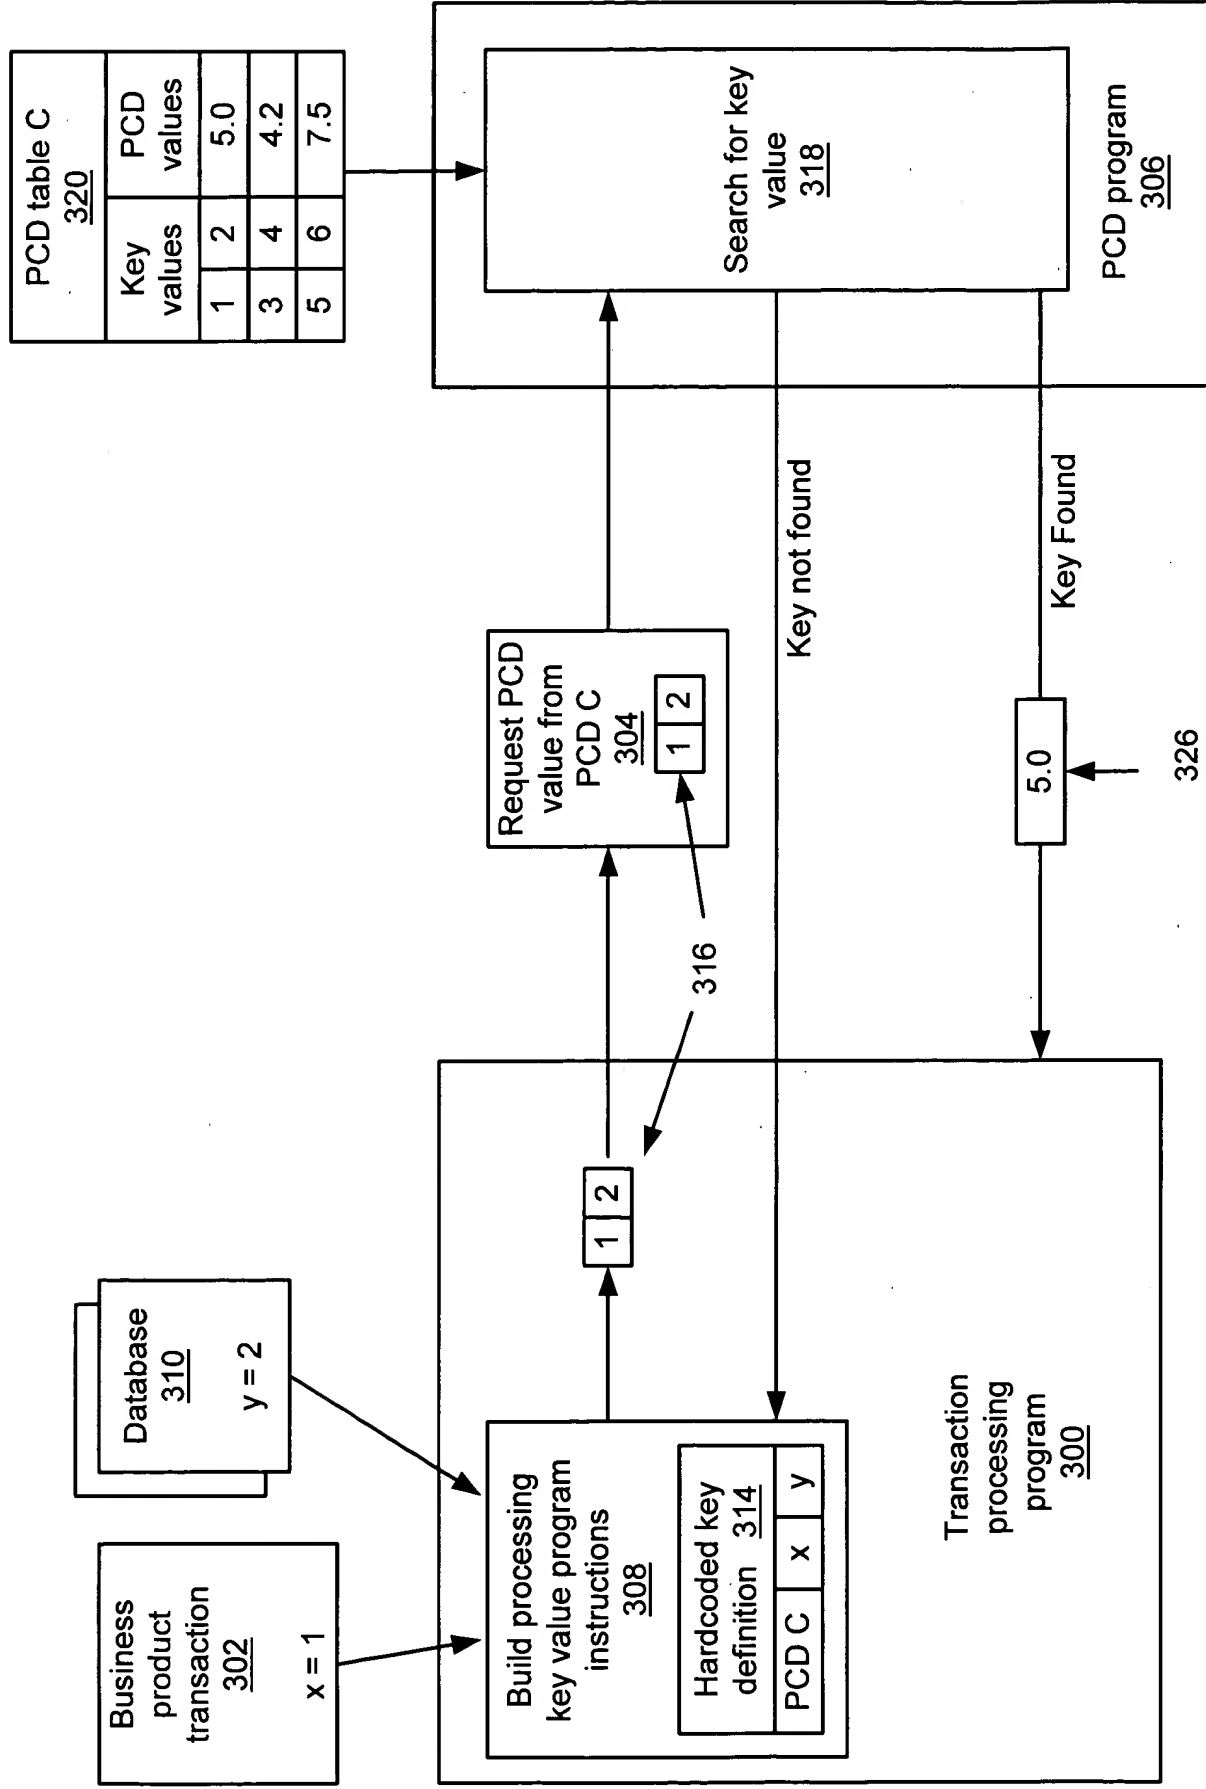 Business
product
transaction
302
x = 1
Database
310
y = 2
PCD table C
320
Key
values
PCD
values
1 2 5.0
3 4 4.2
5 6 7.5
Build processing
key value program
instructions
308
Hardcoded key
definition 314
PCD C x y
1 2
316
Request PCD
value from
PCD C
304
1 2
Search for key
value
318
Key not found
Key Found
5.0
326
Transaction
processing
program
300
PCD program
306